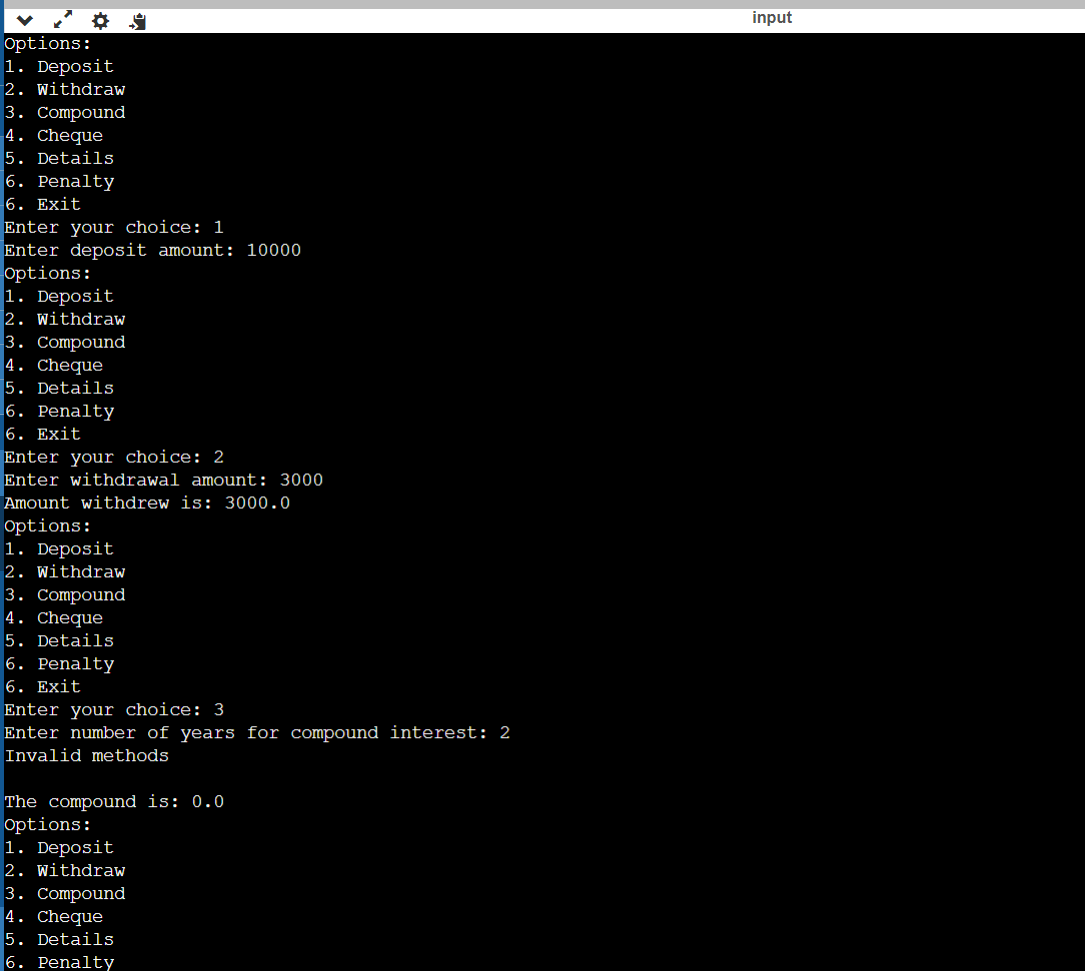 input
Options:
1. Deposit
2. Withdraw
3. Compound
4. Cheque
5. Details
6. Penalty
6. Exit
Enter your choice: 1
Enter deposit amount: 10000
Options:
1. Deposit
2. Withdraw
3. Compound
4. Cheque
5. Details
6. Penalty
6. Exit
Enter your choice: 2
Enter withdrawal amount: 3000
Amount withdrew is: 3000.0
Options:
1. Deposit
2. Withdraw
3. Compound
4. Cheque
5. Details
6. Penalty
6. Exit
Enter your choice: 3
Enter number of years for compound interest: 2
Invalid methods
The compound is: 0.0
Options:
1. Deposit
2. Withdraw
3. Compound
4. Cheque
5. Details
6. Penalty